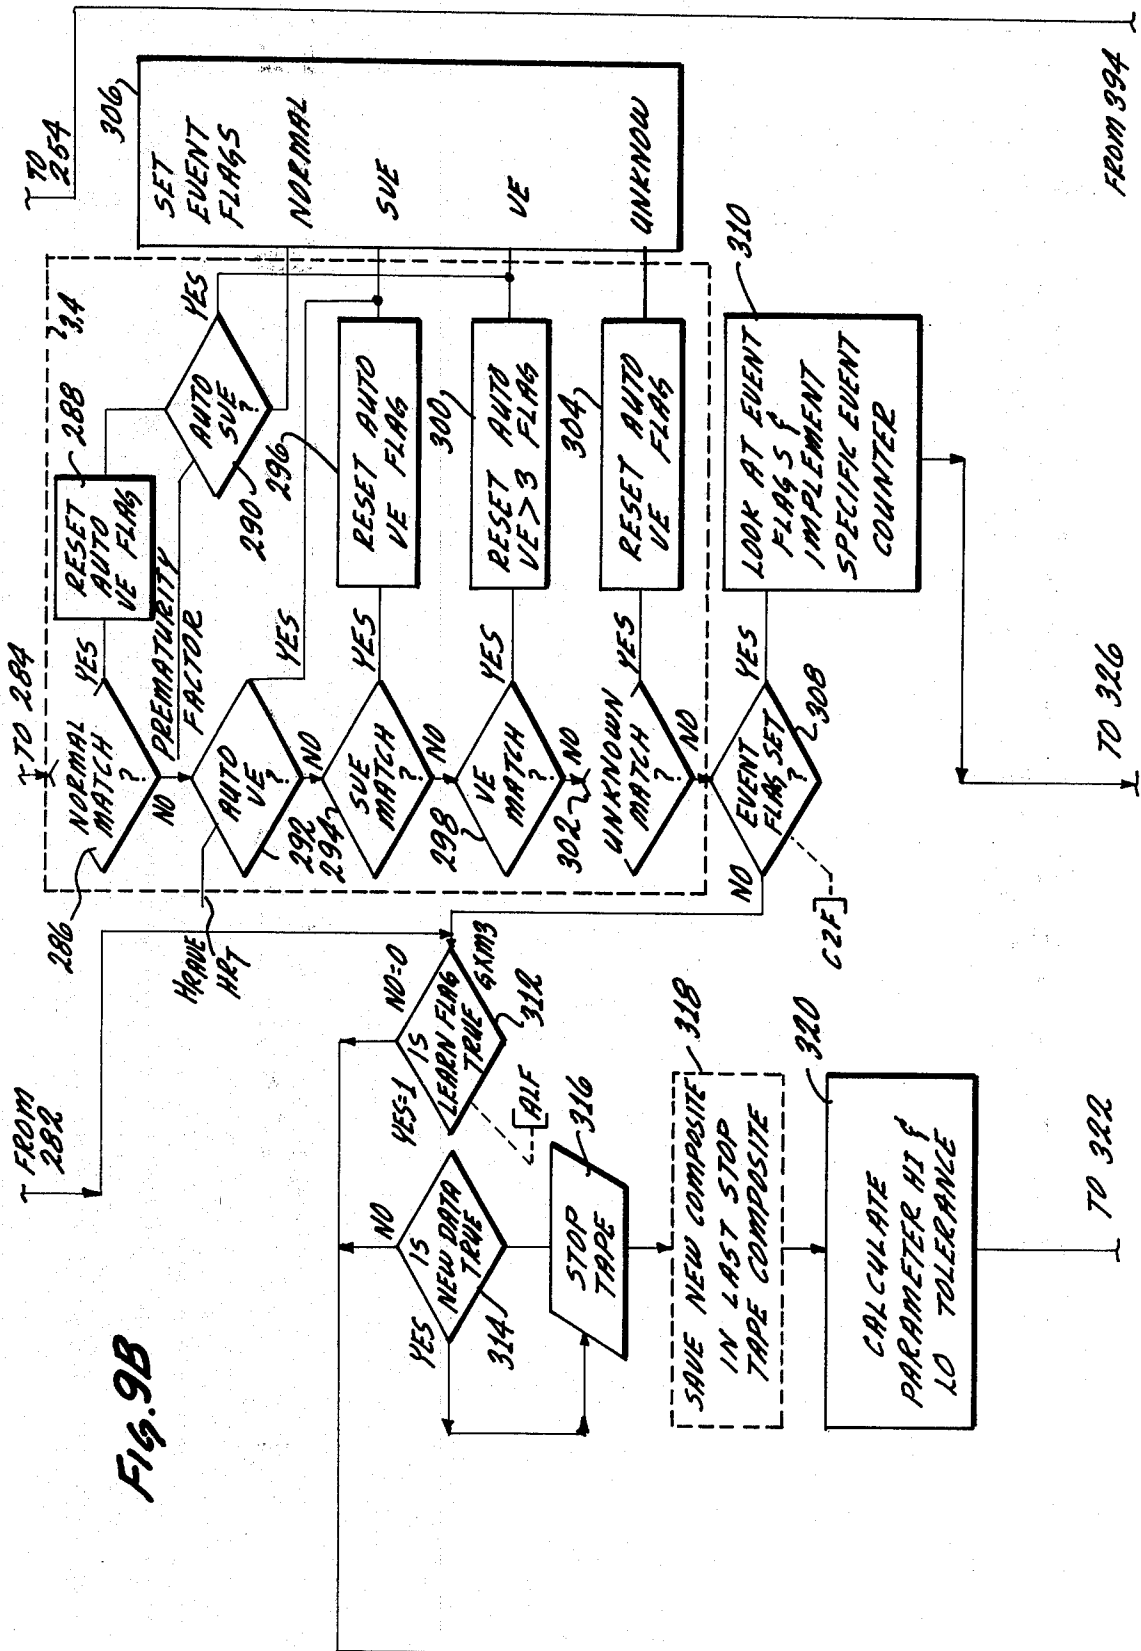 FIG. 9B
FROM
282
TO 284
TO
254
286
NORMAL
MATCH
?
YES
NO
RESET
AUTO
VE FLAG
288
3,4
PREMATURITY
FACTOR
HRAVE
HRT
AUTO
VE
?
YES
NO
292
AUTO
SVE
?
YES
290
294
SVE
MATCH
?
YES
NO
296
RESET AUTO
VE FLAG
298
VE
MATCH
?
YES
NO
300
RESET AUTO
VE > 3 FLAG
302
UNKNOWN
MATCH
?
YES
NO
304
RESET AUTO
VE FLAG
306
SET
EVENT
FLAGS
NORMAL
SVE
VE
UNKNOW
EVENT
FLAG SET
?
308
YES
NO
C2F
310
LOOK AT EVENT
FLAGS &
IMPLEMENT
SPECIFIC EVENT
COUNTER
NO=0
IS
LEARN FLAG
TRUE
GXM3
312
YES=1
ALF
NO
IS
NEW DATA
TRUE
YES
314
STOP
TAPE
316
SAVE NEW COMPOSITE
IN LAST STOP
TAPE COMPOSITE
318
CALCULATE
PARAMETER HI &
LO TOLERANCE
320
TO 322
TO 326
FROM 394